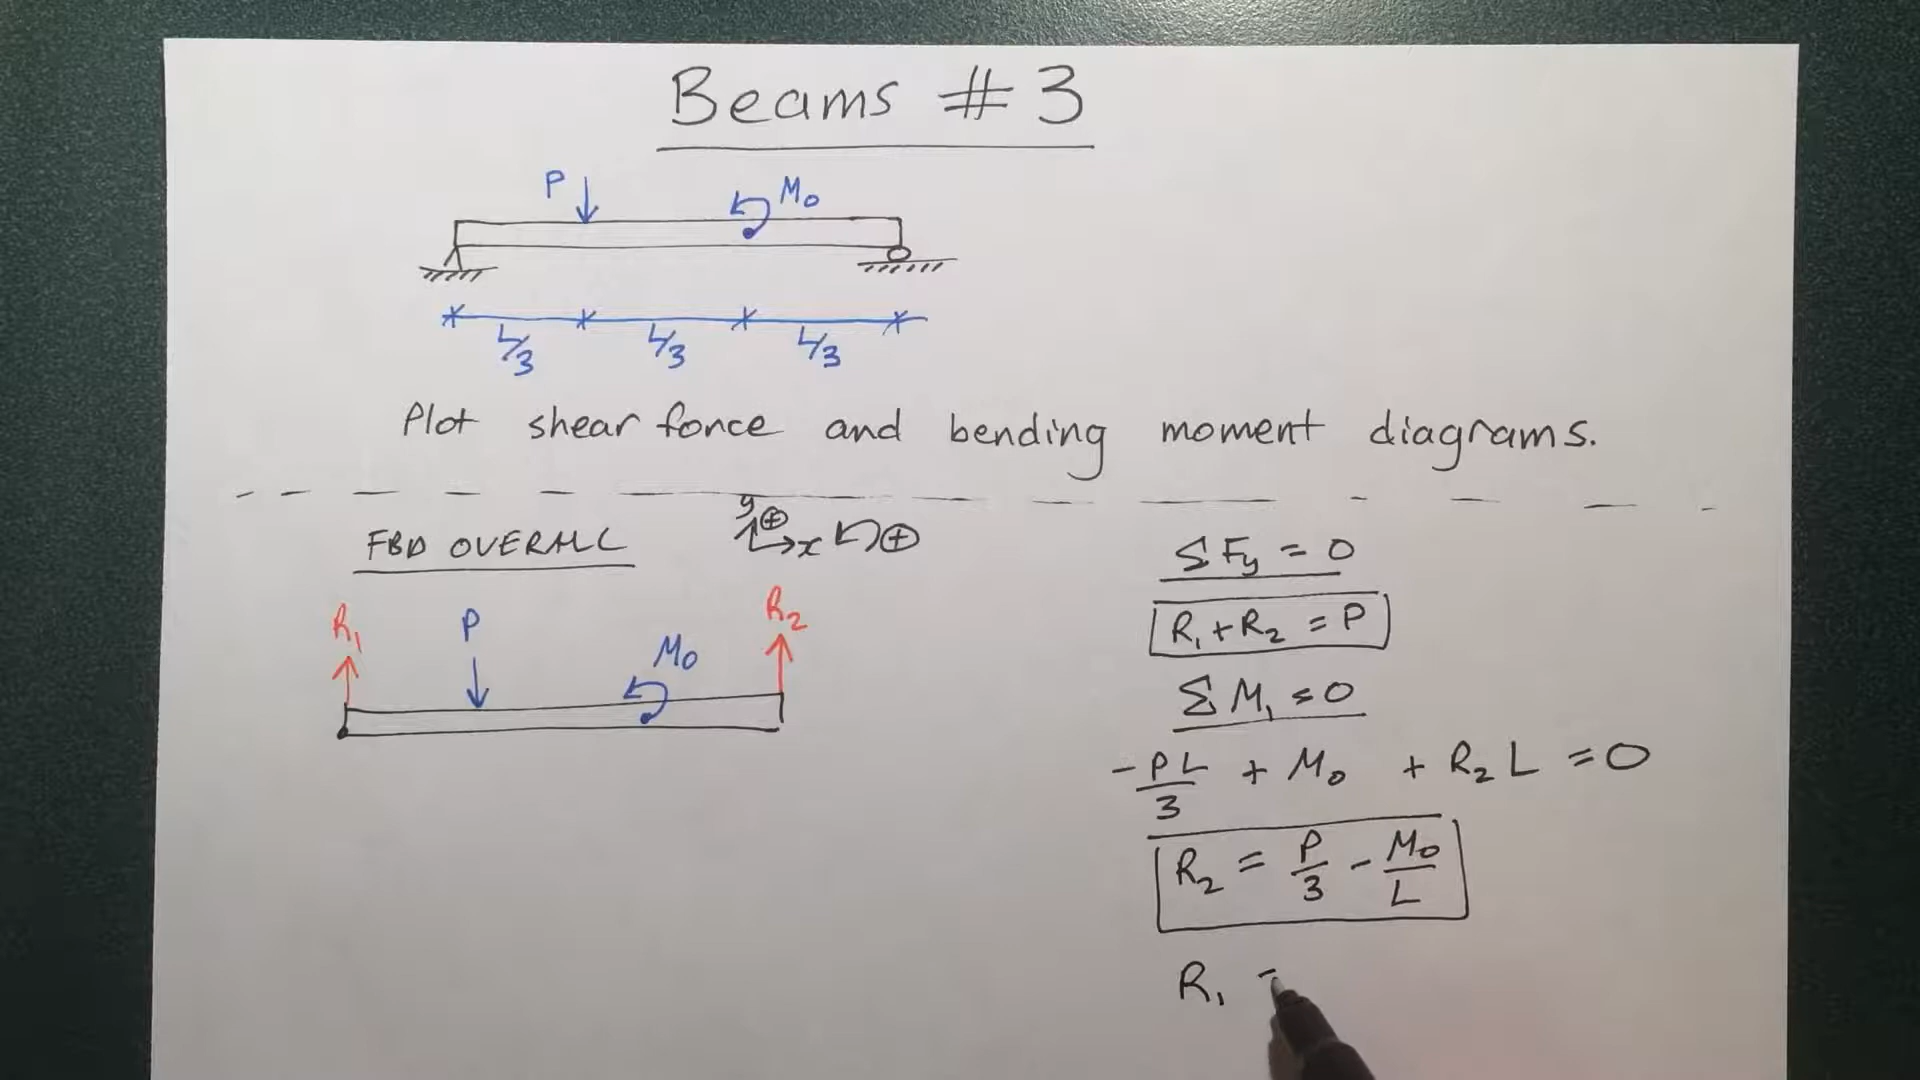 Beams # 3
P M₀
L/3 L/3 L/3
Plot shear force and bending moment diagrams.
FBD OVERALL
y ⊕ x ⊕
R₁ P M₀ R₂
ΣFy = 0
R₁ + R₂ = P
ΣM₁ = 0
-PL/3 + M₀ + R₂L = 0
R₂ = P/3 - M₀/L
R₁ =